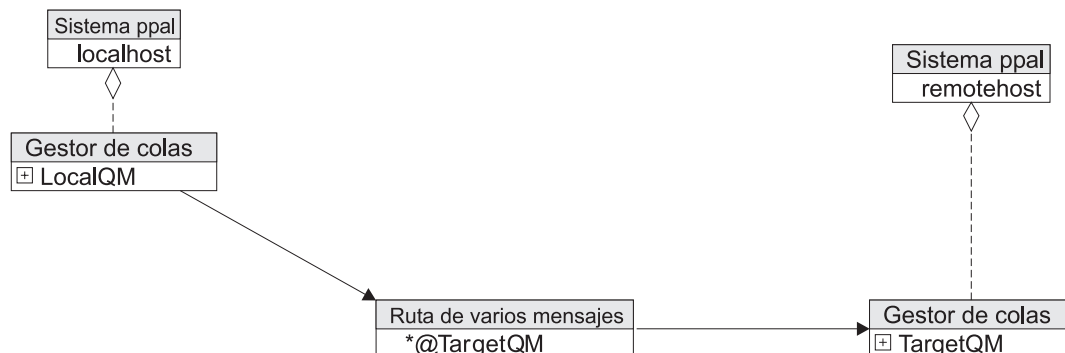 Sistema ppal
localhost
Sistema ppal
remotehost
Gestor de colas
+ LocalQM
Ruta de varios mensajes
*@TargetQM
Gestor de colas
+ TargetQM